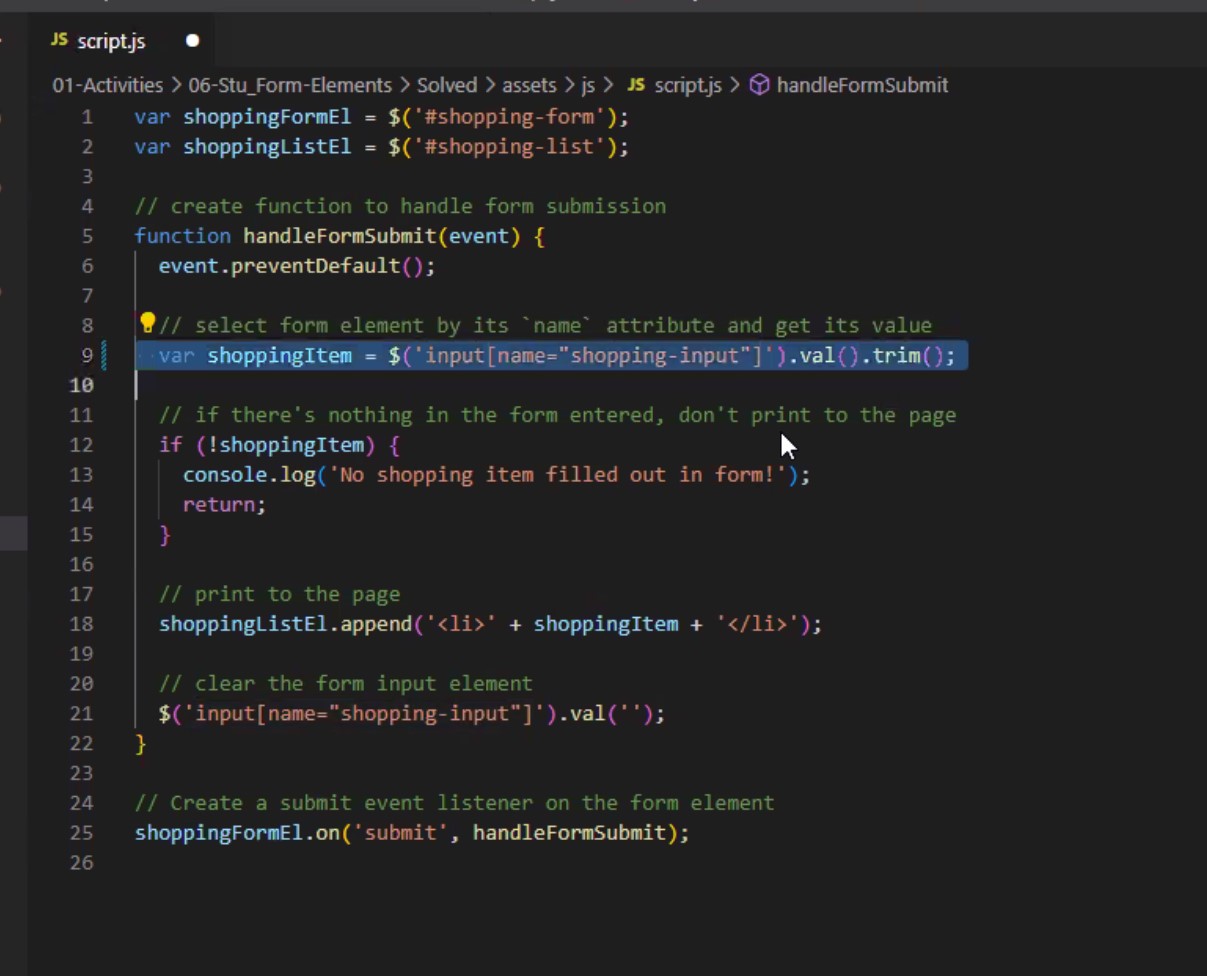 JS script.js
01-Activities > 06-Stu_Form-Elements > Solved > assets > js > JS script.js > handleFormSubmit
1 var shoppingFormEl = $('#shopping-form');
2 var shoppingListEl = $('#shopping-list');
3
4 // create function to handle form submission
5 function handleFormSubmit(event) {
6 event.preventDefault();
7
8 // select form element by its `name` attribute and get its value
9 var shoppingItem = $('input[name="shopping-input"]').val().trim();
10
11 // if there's nothing in the form entered, don't print to the page
12 if (!shoppingItem) {
13 console.log('No shopping item filled out in form!');
14 return;
15 }
16
17 // print to the page
18 shoppingListEl.append('<li>' + shoppingItem + '</li>');
19
20 // clear the form input element
21 $('input[name="shopping-input"]').val('');
22 }
23
24 // Create a submit event listener on the form element
25 shoppingFormEl.on('submit', handleFormSubmit);
26